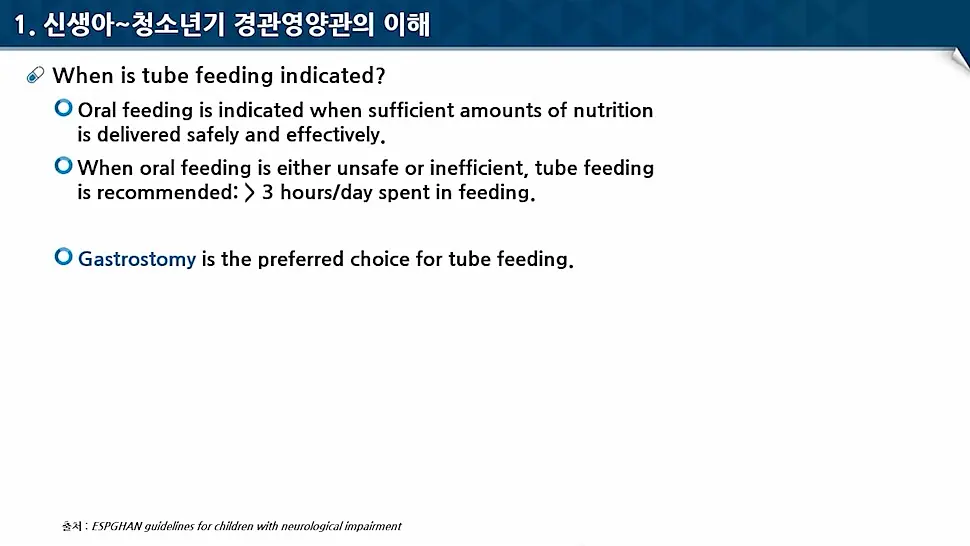 1. 신생아~청소년기 경관영양관의 이해
When is tube feeding indicated?
Oral feeding is indicated when sufficient amounts of nutrition
is delivered safely and effectively.
When oral feeding is either unsafe or inefficient, tube feeding
is recommended: > 3 hours/day spent in feeding.
Gastrostomy is the preferred choice for tube feeding.
출처 : ESPGHAN guidelines for children with neurological impairment